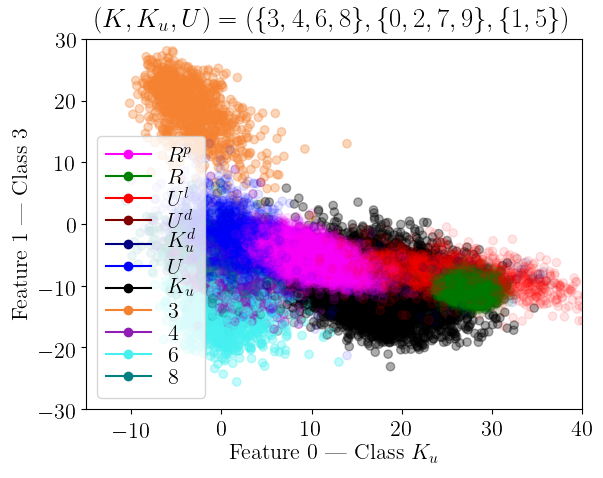 (K, K_u, U) = ({3, 4, 6, 8}, {0, 2, 7, 9}, {1, 5})
30
20
10
0
−10
−20
−30
Feature 1 — Class 3
R^p
R
U^l
U^d
K_u^d
U
K_u
3
4
6
8
−10 0 10 20 30 40
Feature 0 — Class K_u